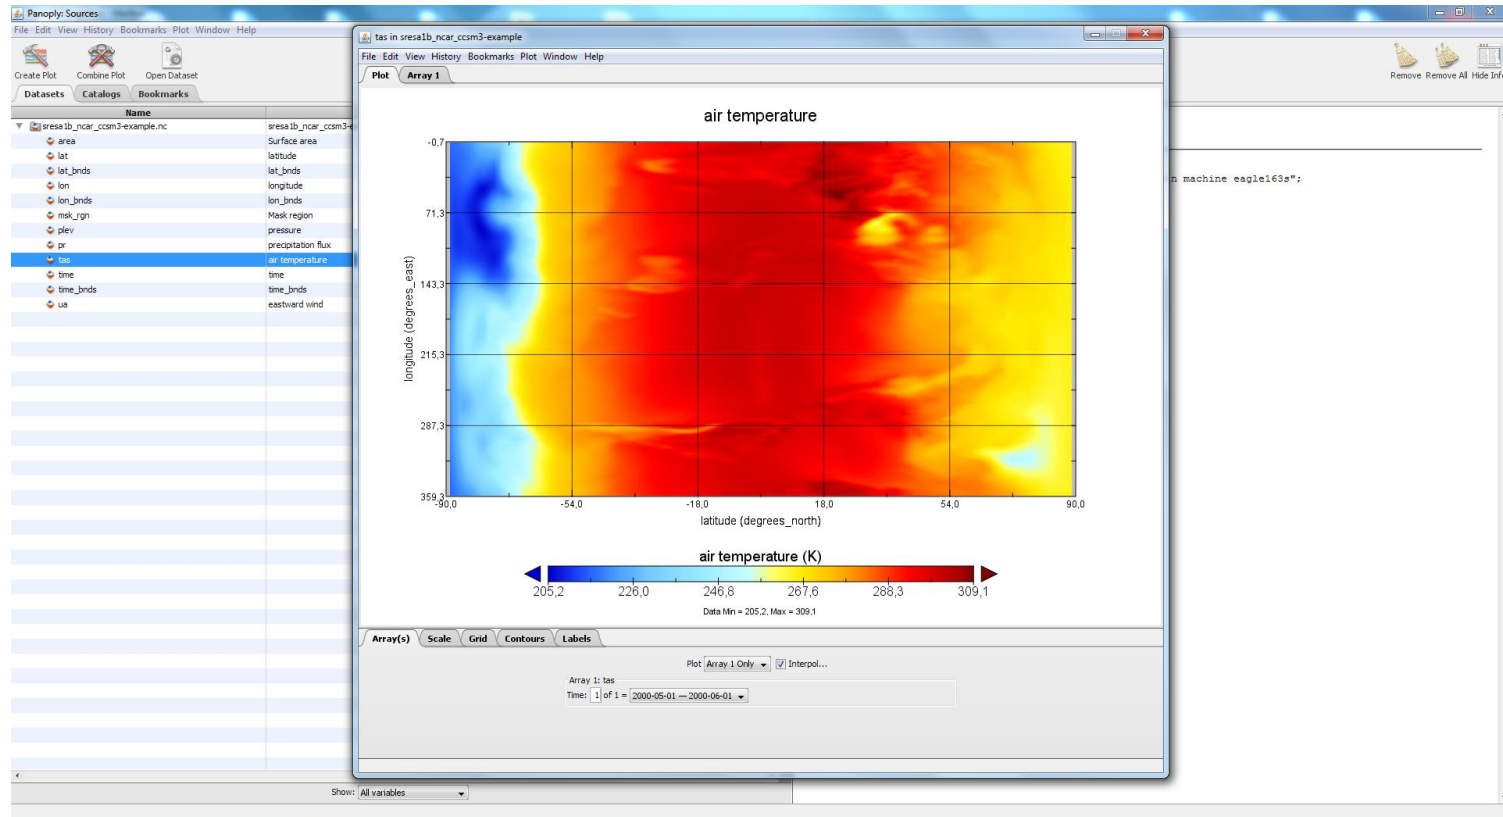 Panoply: Sources
File Edit View History Bookmarks Plot Window Help
Create Plot Combine Plot Open Dataset
Remove Remove All Hide Inf
Datasets Catalogs Bookmarks
Name
sresa1b_ncar_ccsm3-example.nc sresa1b_ncar_ccsm3-e
area Surface area
lat latitude
lat_bnds lat_bnds
lon longitude
lon_bnds lon_bnds
msk_rgn Mask region
plev pressure
pr precipitation flux
tas air temperature
time time
time_bnds time_bnds
ua eastward wind
Show: All variables
n machine eagle163s";
tas in sresa1b_ncar_ccsm3-example
File Edit View History Bookmarks Plot Window Help
Plot Array 1
air temperature
-0,7
71,3
143,3
215,3
287,3
359,3
longitude (degrees_east)
-90,0 -54,0 -18,0 18,0 54,0 90,0
latitude (degrees_north)
air temperature (K)
205,2 226,0 246,8 267,6 288,3 309,1
Data Min = 205,2, Max = 309,1
Array(s) Scale Grid Contours Labels
Plot Array 1 Only Interpol...
Array 1: tas
Time: 1 of 1 = 2000-05-01 — 2000-06-01